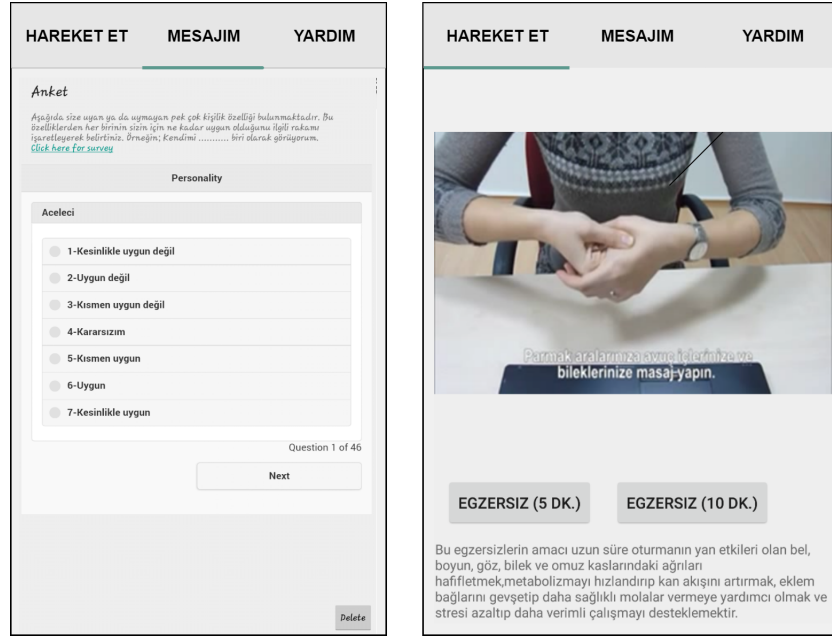 HAREKET ET MESAJIM YARDIM
Anket
Aşağıda size uyan ya da uymayan pek çok kişilik özelliği bulunmaktadır. Bu
özelliklerden her birinin sizin için ne kadar uygun olduğunu ilgili rakamı
işaretleyerek belirtiniz. Örneğin; Kendimi ........... biri olarak görüyorum.
Click here for survey
Personality
Aceleci
1-Kesinlikle uygun değil
2-Uygun değil
3-Kısmen uygun değil
4-Kararsızım
5-Kısmen uygun
6-Uygun
7-Kesinlikle uygun
Question 1 of 46
Next
Delete
HAREKET ET MESAJIM YARDIM
Parmak aralarınıza avuç içlerinize ve
bileklerinize masaj yapın.
EGZERSIZ (5 DK.) EGZERSIZ (10 DK.)
Bu egzersizlerin amacı uzun süre oturmanın yan etkileri olan bel,
boyun, göz, bilek ve omuz kaslarındaki ağrıları
hafifletmek,metabolizmayı hızlandırıp kan akışını artırmak, eklem
bağlarını gevşetip daha sağlıklı molalar vermeye yardımcı olmak ve
stresi azaltıp daha verimli çalışmayı desteklemektir.